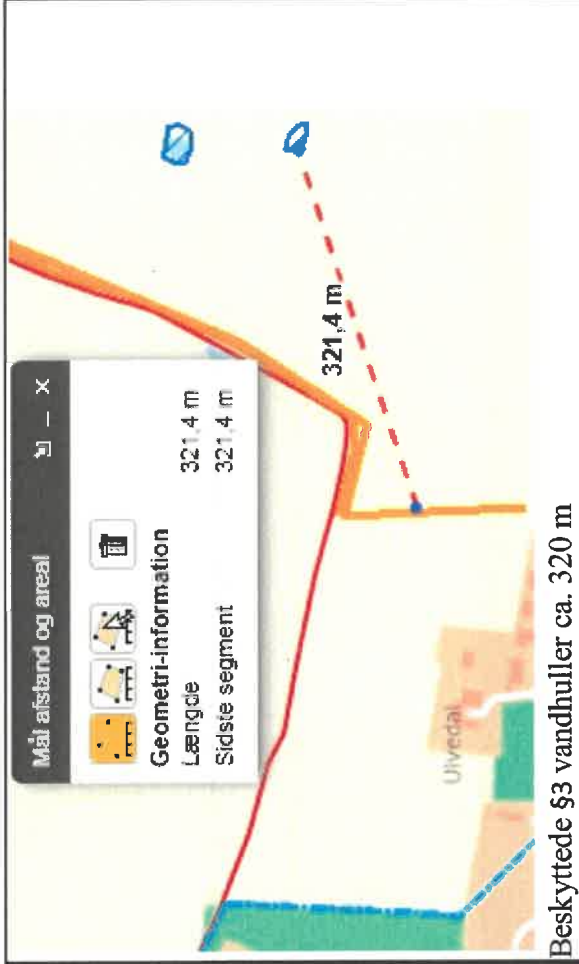 Mål afstand og areal
Geometri-information
Længde 321,4 m
Sidste segment 321,4 m
321,4 m
Ulvedal
Beskyttede §3 vandhuller ca. 320 m